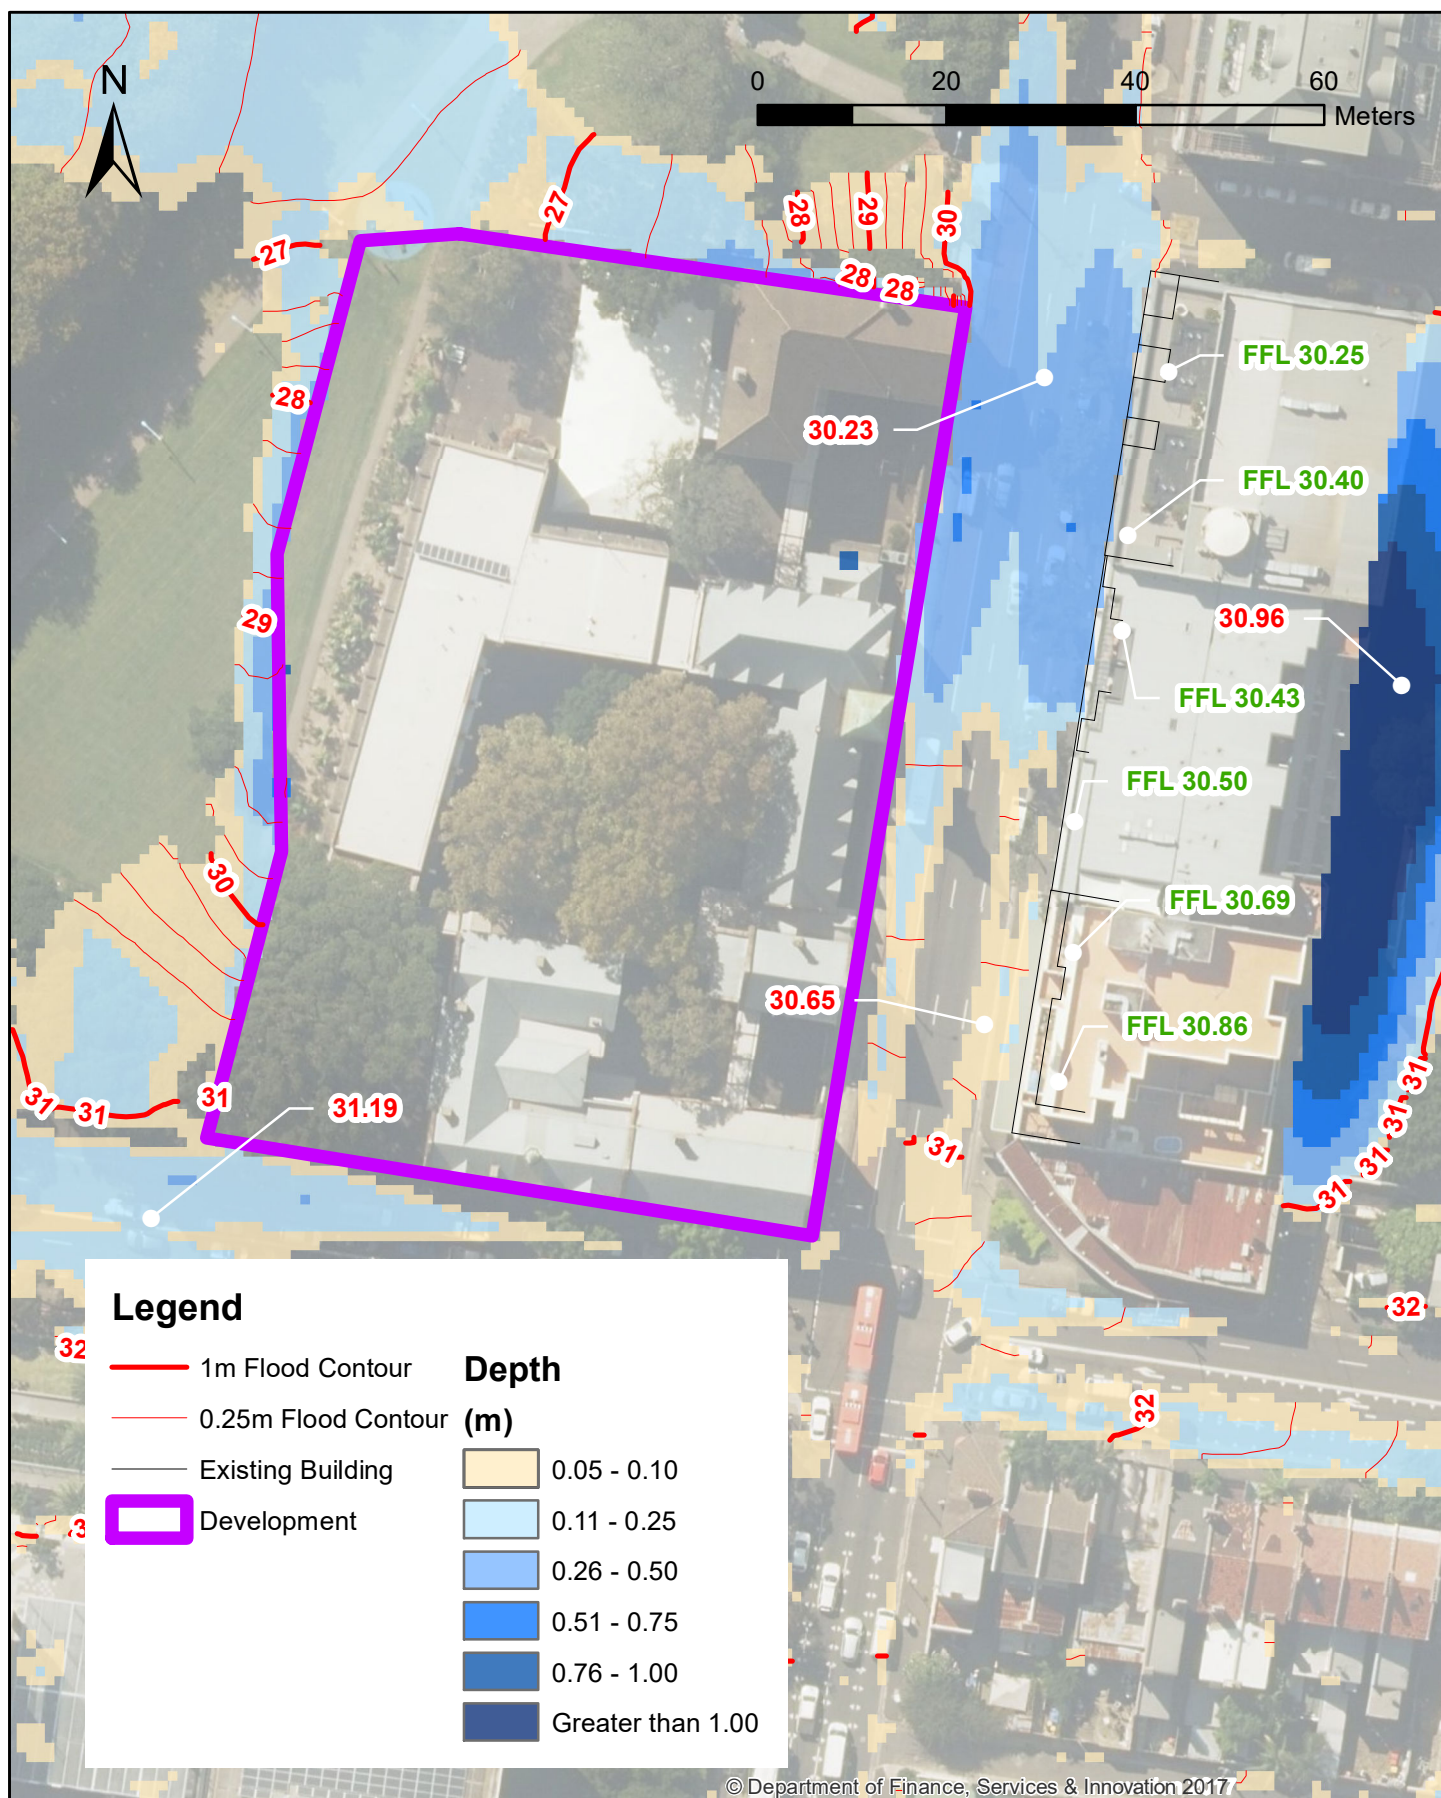 N
0 20 40 60
Meters
27
28
29
30
27
28
28
FFL 30.25
28
30.23
FFL 30.40
29
30.96
FFL 30.43
FFL 30.50
30
FFL 30.69
30.65
FFL 30.86
31
31
31
31.19
31
31
31
31
31
32
32
32
Legend
1m Flood Contour
0.25m Flood Contour
Existing Building
Development
Depth
(m)
0.05 - 0.10
0.11 - 0.25
0.26 - 0.50
0.51 - 0.75
0.76 - 1.00
Greater than 1.00
© Department of Finance, Services & Innovation 2017